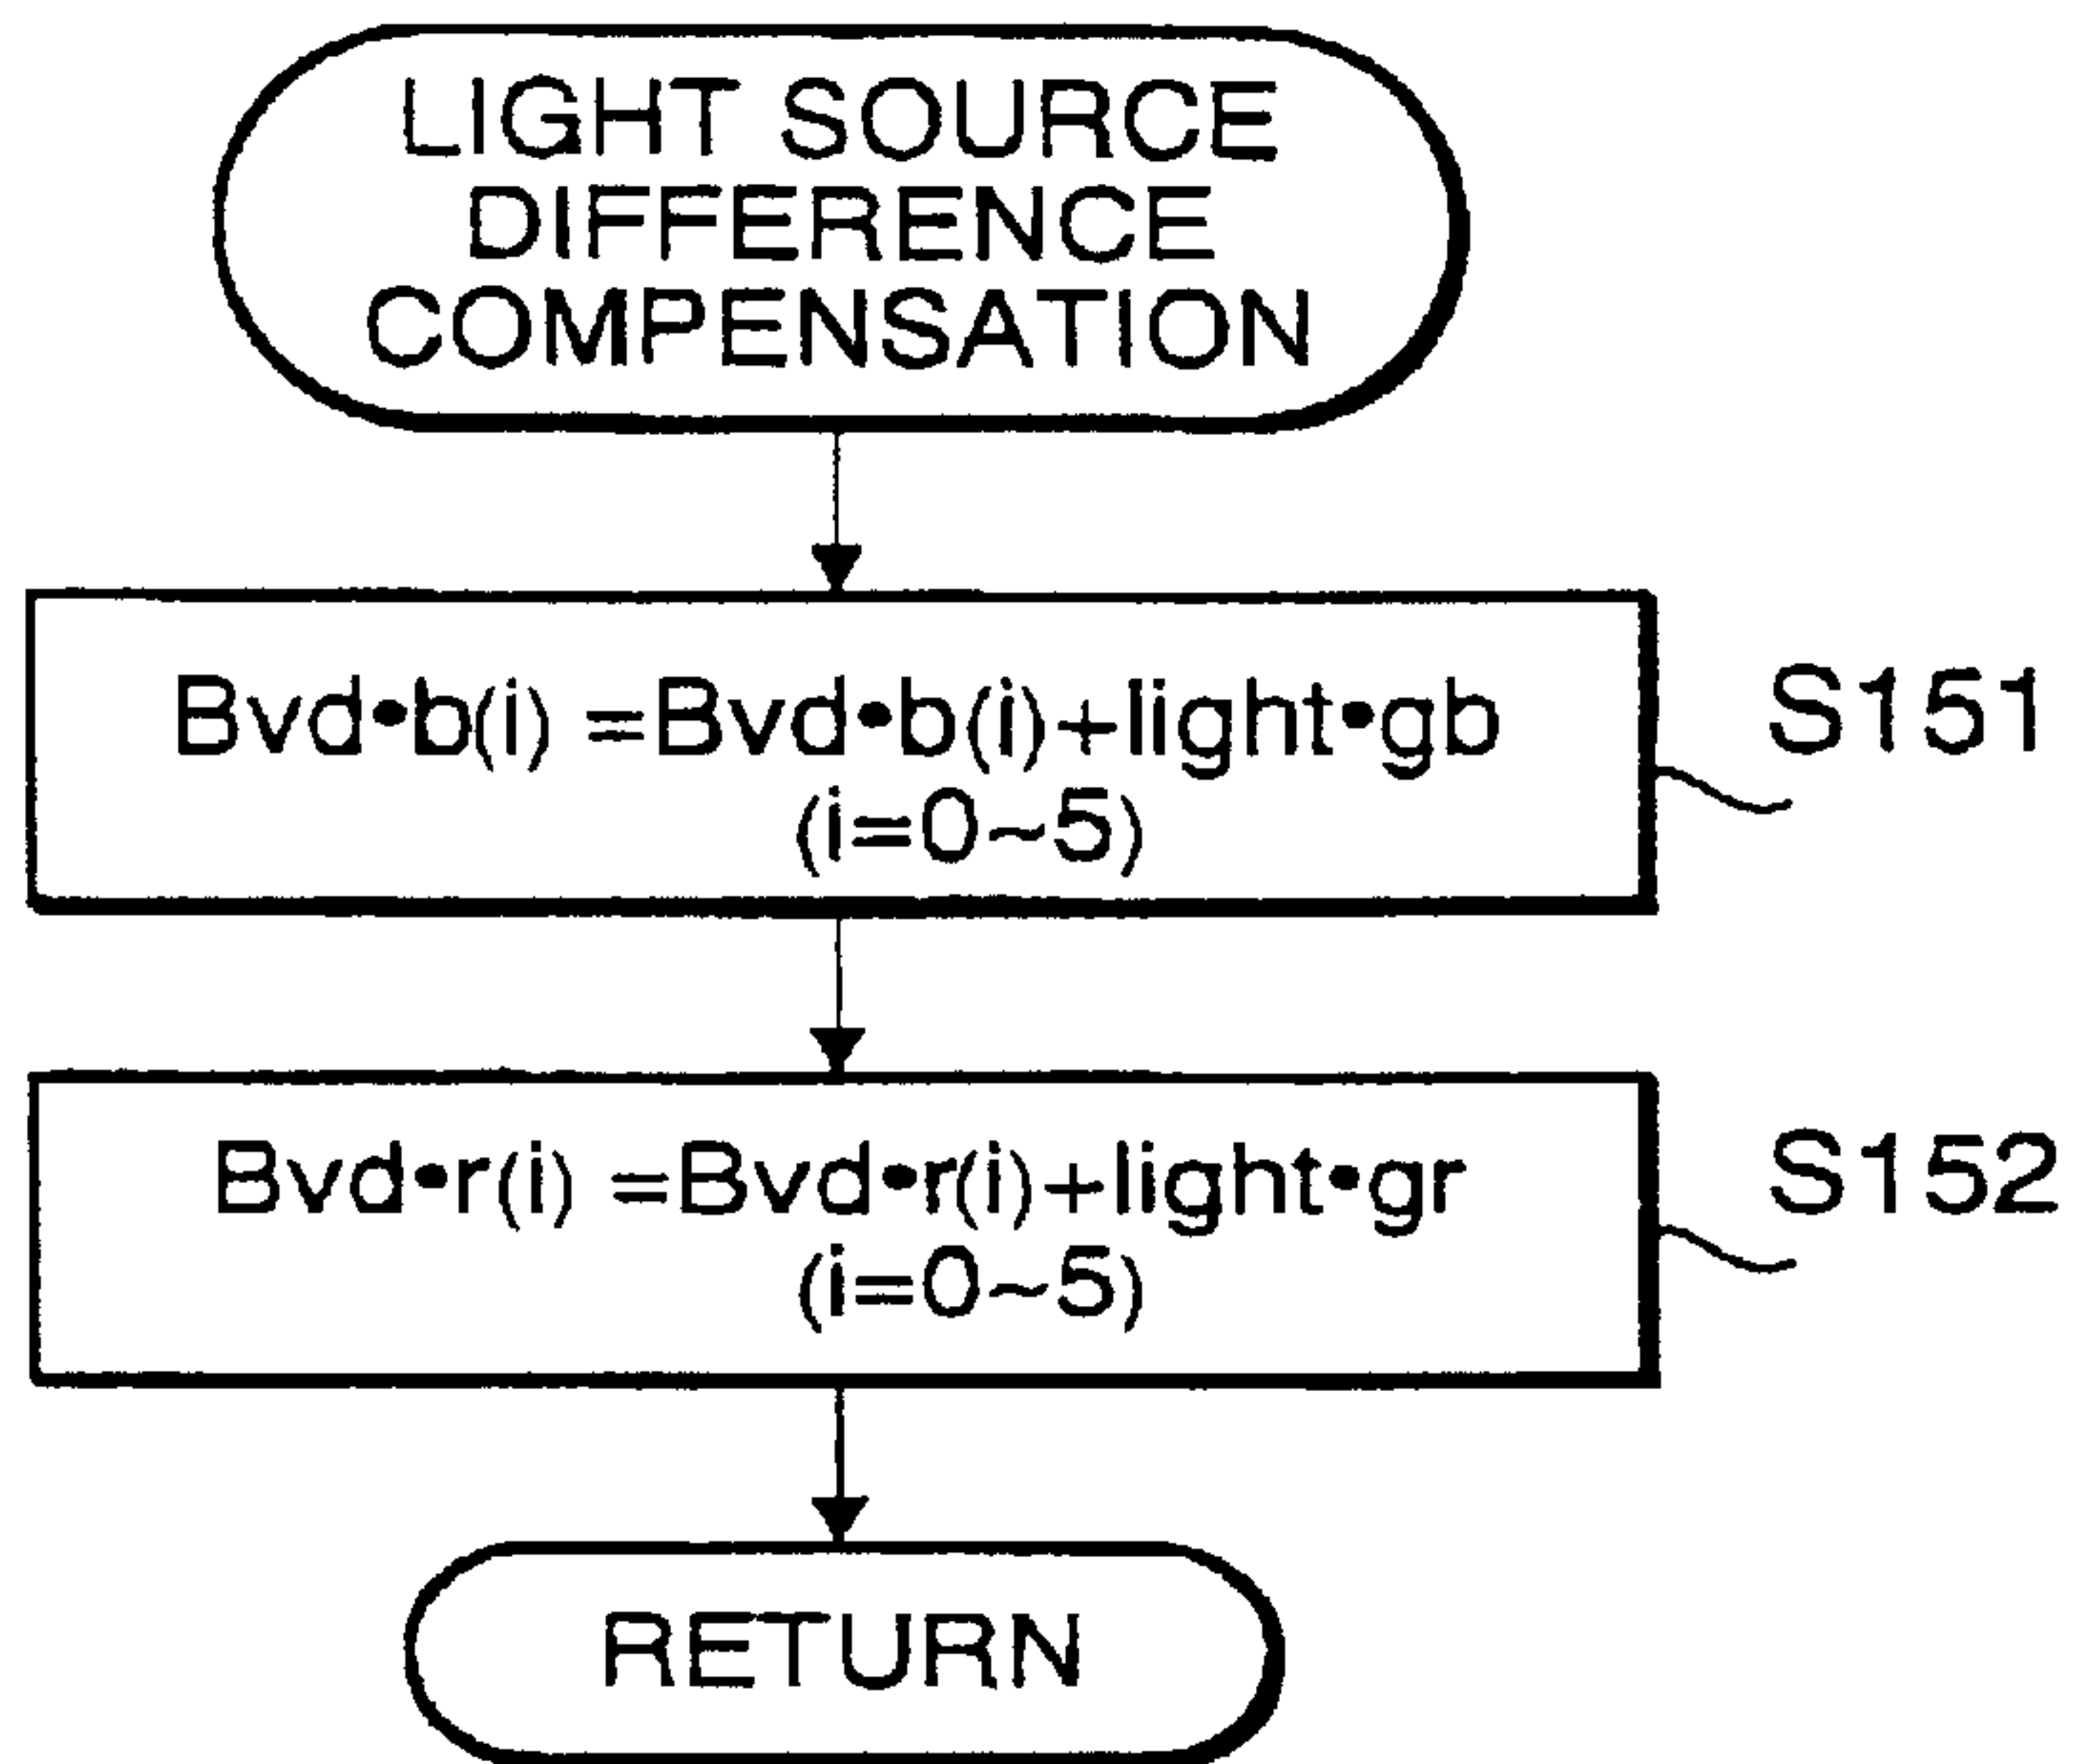 LIGHT SOURCE
DIFFERENCE
COMPENSATION
Bvd•b(i) =Bvd•b(i)+light•gb
(i=0~5)
S151
Bvd•r(i) =Bvd•r(i)+light•gr
(i=0~5)
S152
RETURN